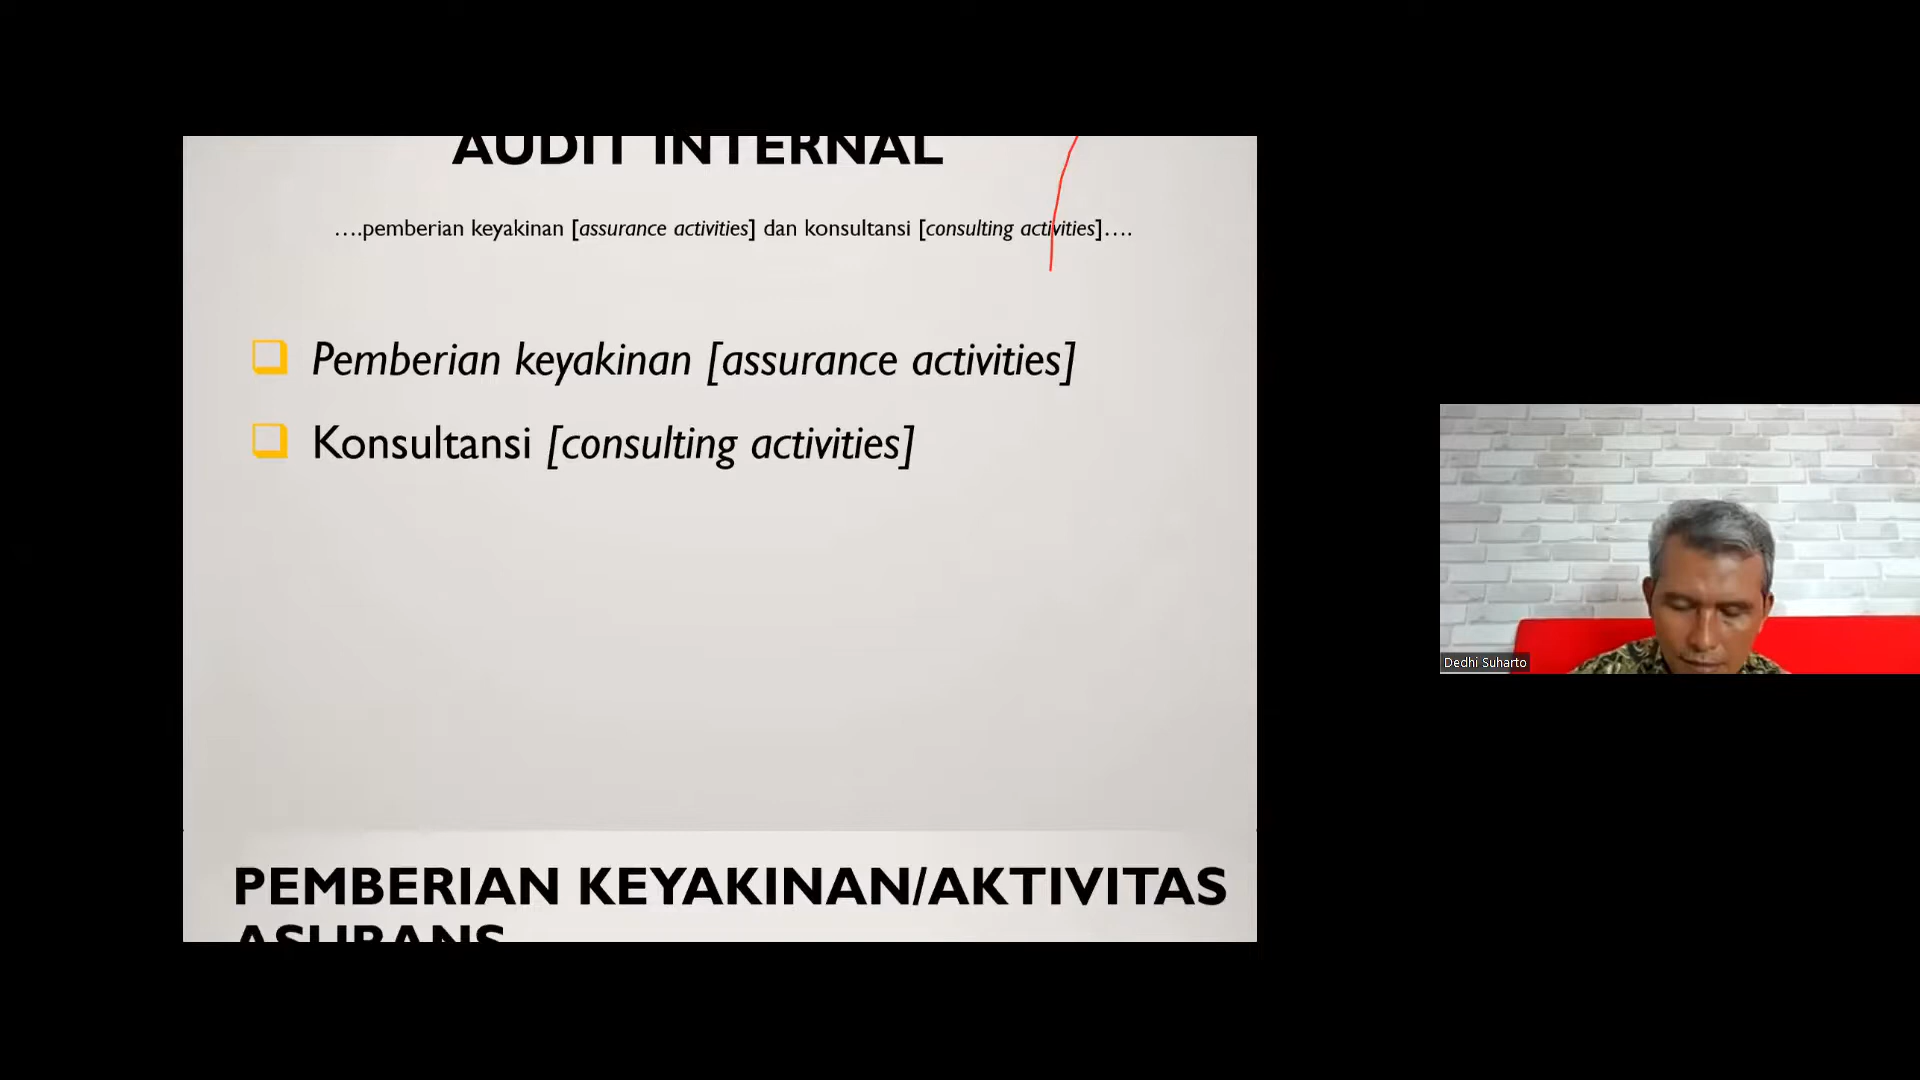 AUDIT INTERNAL
....pemberian keyakinan [assurance activities] dan konsultansi [consulting activities]....
Pemberian keyakinan [assurance activities]
Konsultansi [consulting activities]
PEMBERIAN KEYAKINAN/AKTIVITAS
ASURANS
Dedhi Suharto